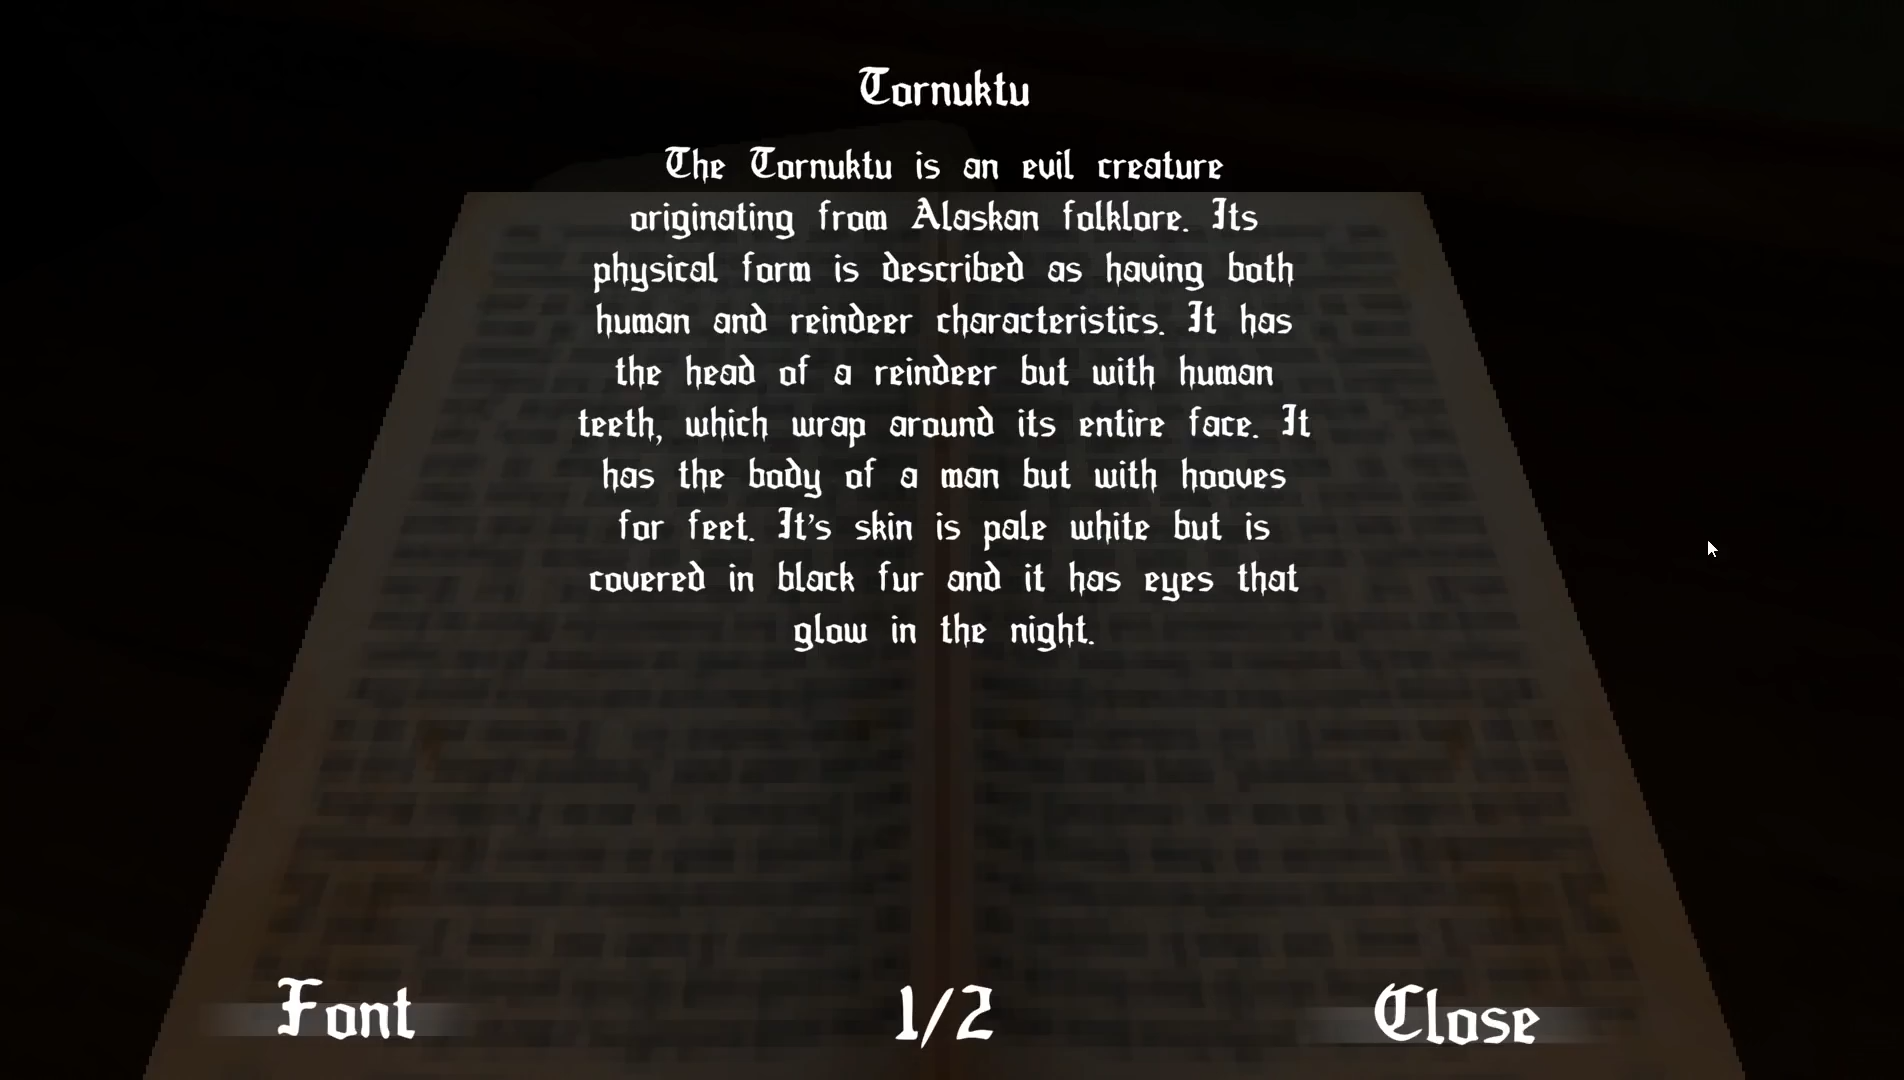 Tornuktu
The Tornuktu is an evil creature
originating from Alaskan folklore. Its
physical form is described as having both
human and reindeer characteristics. It has
the head of a reindeer but with human
teeth, which wrap around its entire face. It
has the body of a man but with hooves
for feet. It's skin is pale white but is
covered in black fur and it has eyes that
glow in the night.
Font
1/2
Close